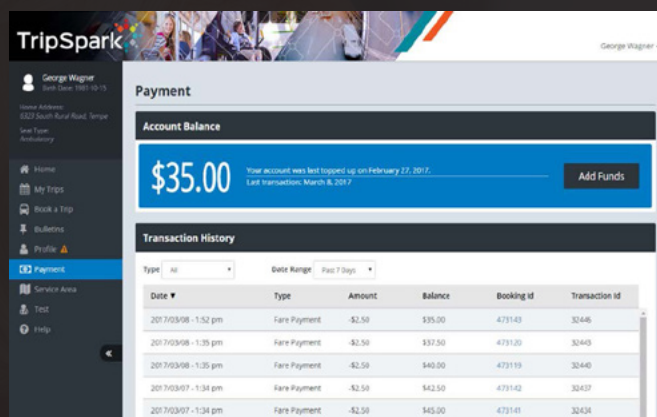 TripSpark
George Wagner
George Wagner
Birth Date: 1981-10-15
Home Address:
6323 South Rural Road, Tempe
Seat Type:
Ambulatory
Home
My Trips
Book a Trip
Bulletins
Profile
Payment
Service Area
Test
Help
Payment
Account Balance
$35.00
Your account was last topped up on February 27, 2017.
Last transaction: March 8, 2017
Add Funds
Transaction History
Type All Date Range Past 7 Days
Date ▼ Type Amount Balance Booking Id Transaction Id
2017/03/08 - 1:52 pm Fare Payment -$2.50 $35.00 473143 32446
2017/03/08 - 1:35 pm Fare Payment -$2.50 $37.50 473120 32443
2017/03/08 - 1:35 pm Fare Payment -$2.50 $40.00 473119 32440
2017/03/07 - 1:34 pm Fare Payment -$2.50 $42.50 473142 32437
2017/03/07 - 1:34 pm Fare Payment -$2.50 $45.00 473141 32434